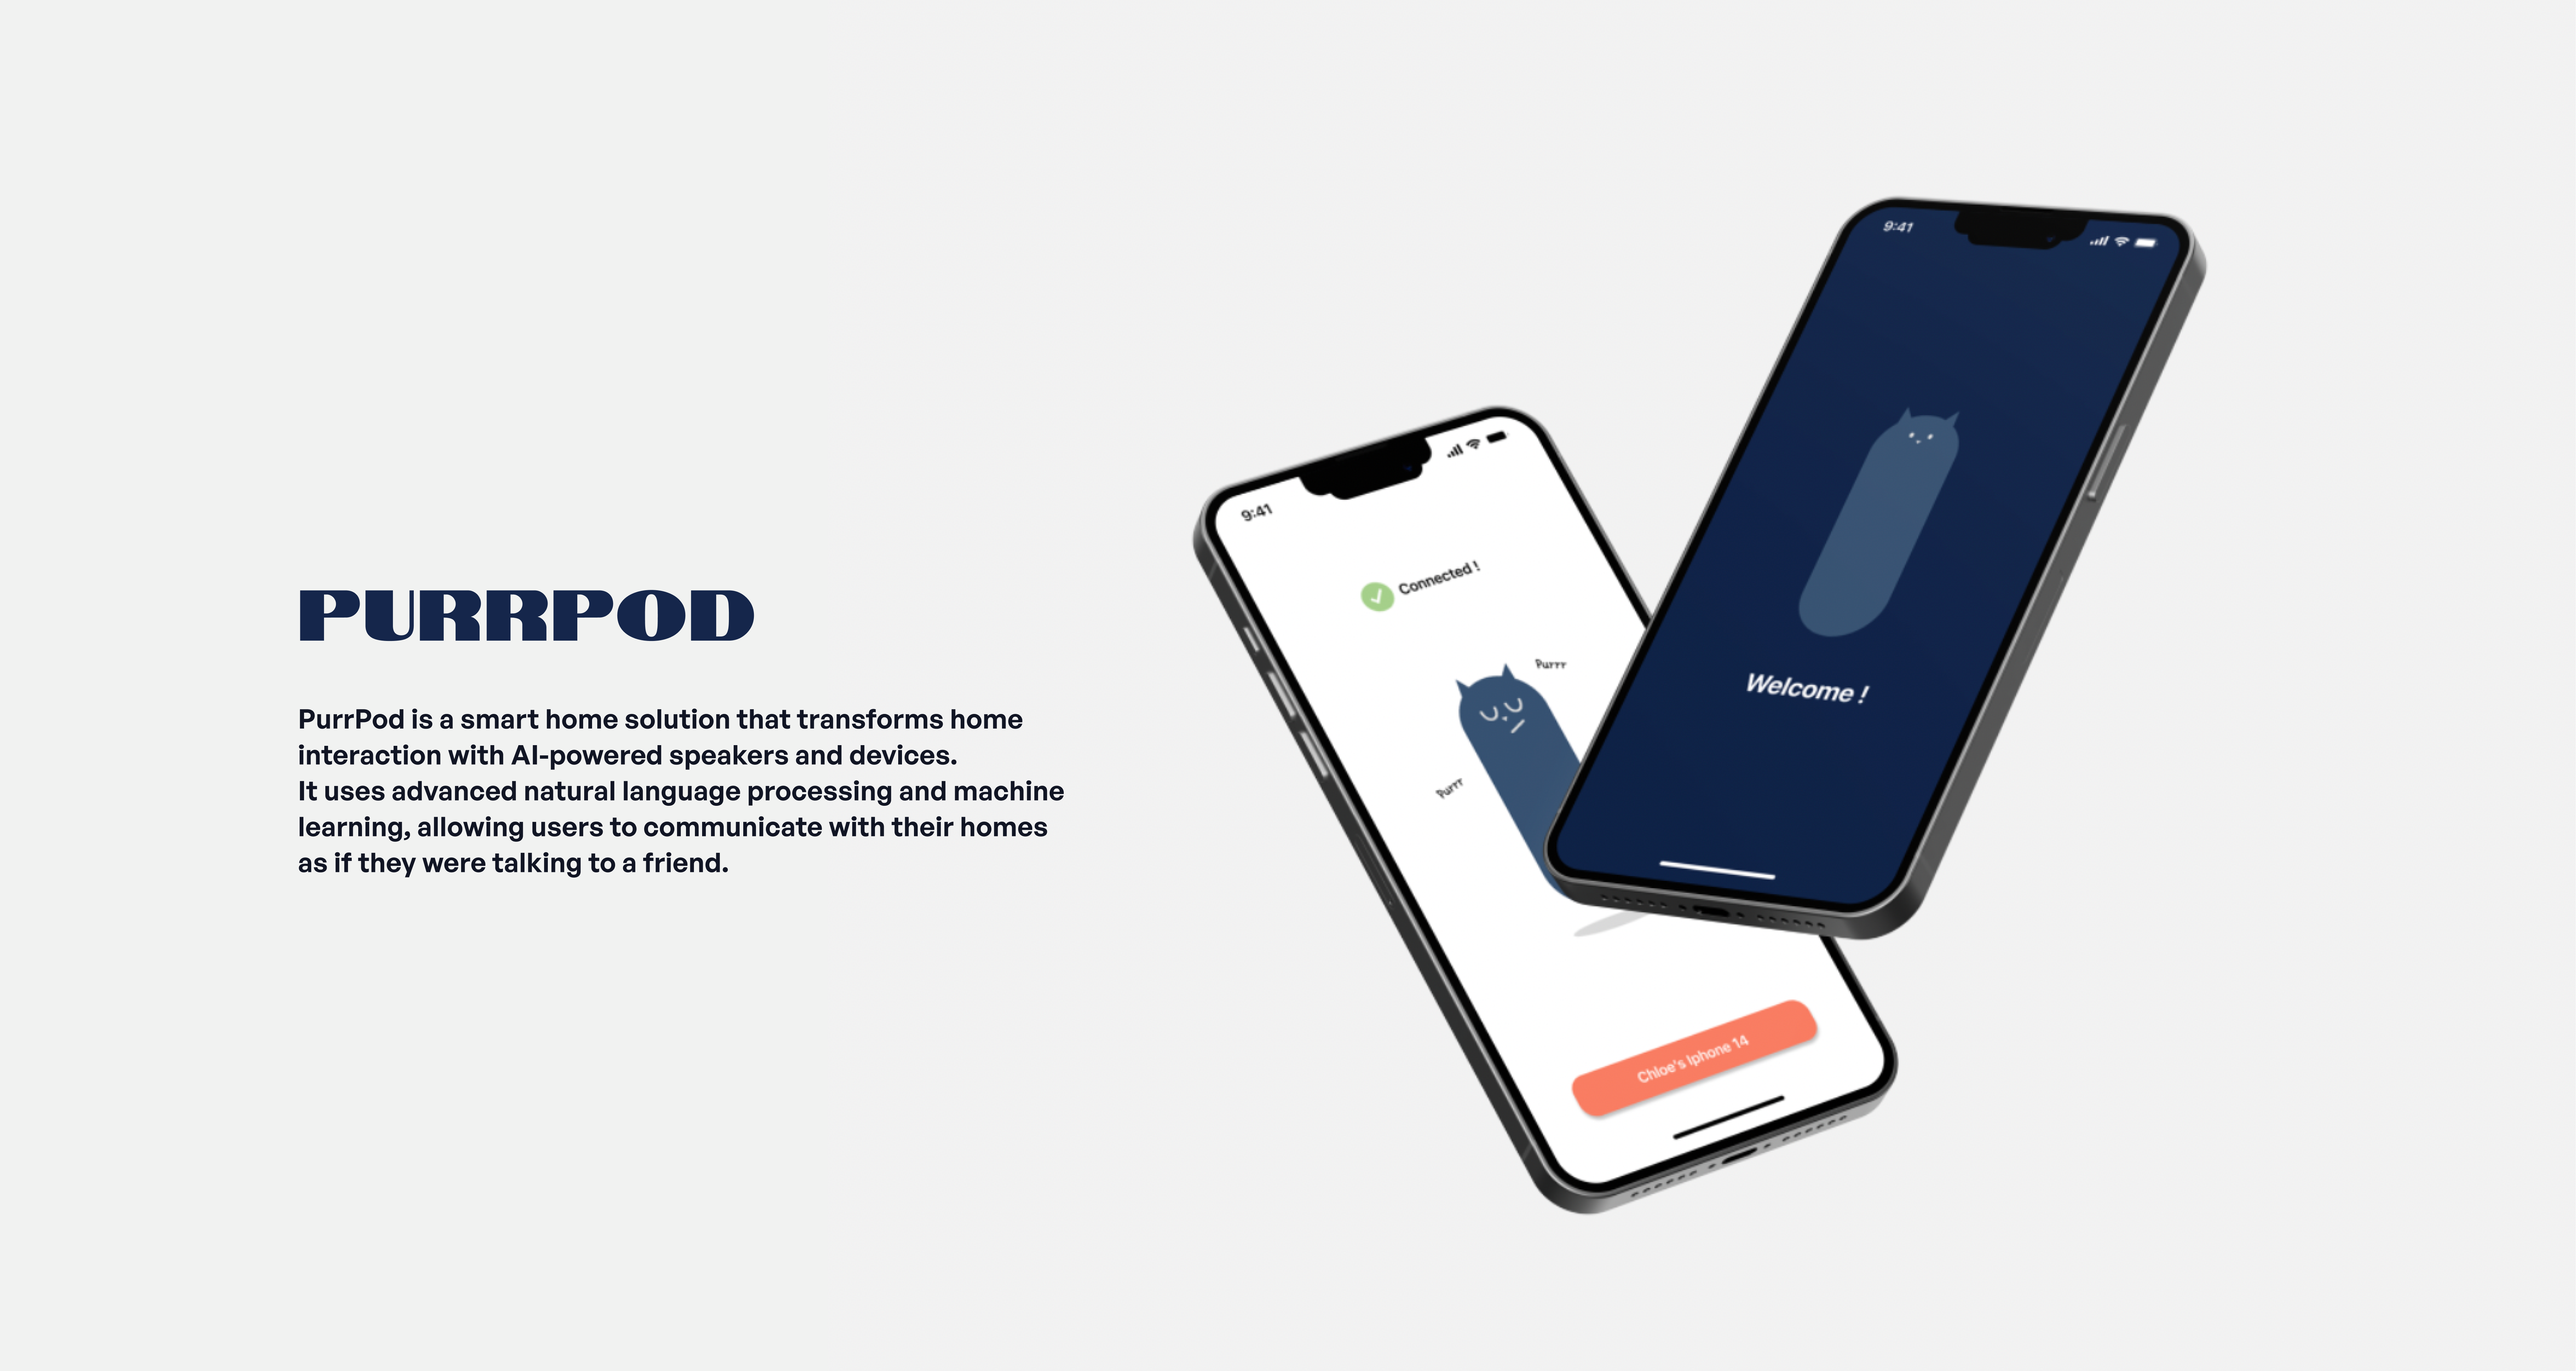 PURRPOD
PurrPod is a smart home solution that transforms home
interaction with AI-powered speakers and devices.
It uses advanced natural language processing and machine
learning, allowing users to communicate with their homes
as if they were talking to a friend.
9:41
Connected !
Purrr
Purrr
Chloe's Iphone 14
9:41
Welcome !